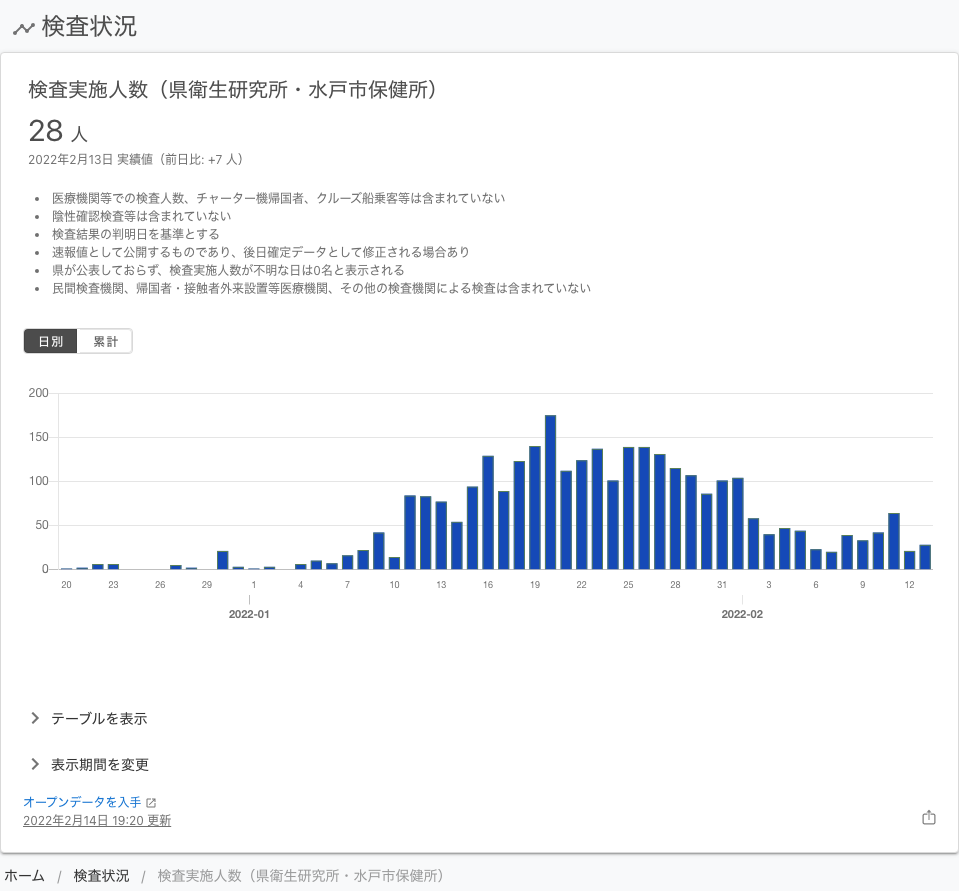 検査状況
検査実施人数（県衛生研究所・水戸市保健所）
28 人
2022年2月13日 実績値（前日比: +7 人）
医療機関等での検査人数、チャーター機帰国者、クルーズ船乗客等は含まれていない
陰性確認検査等は含まれていない
検査結果の判明日を基準とする
速報値として公開するものであり、後日確定データとして修正される場合あり
県が公表しておらず、検査実施人数が不明な日は0名と表示される
民間検査機関、帰国者・接触者外来設置等医療機関、その他の検査機関による検査は含まれていない
日別 累計
200
150
100
50
0
20 23 26 29 1 4 7 10 13 16 19 22 25 28 31 3 6 9 12
2022-01 2022-02
テーブルを表示
表示期間を変更
オープンデータを入手
2022年2月14日 19:20 更新
ホーム / 検査状況 / 検査実施人数（県衛生研究所・水戸市保健所）